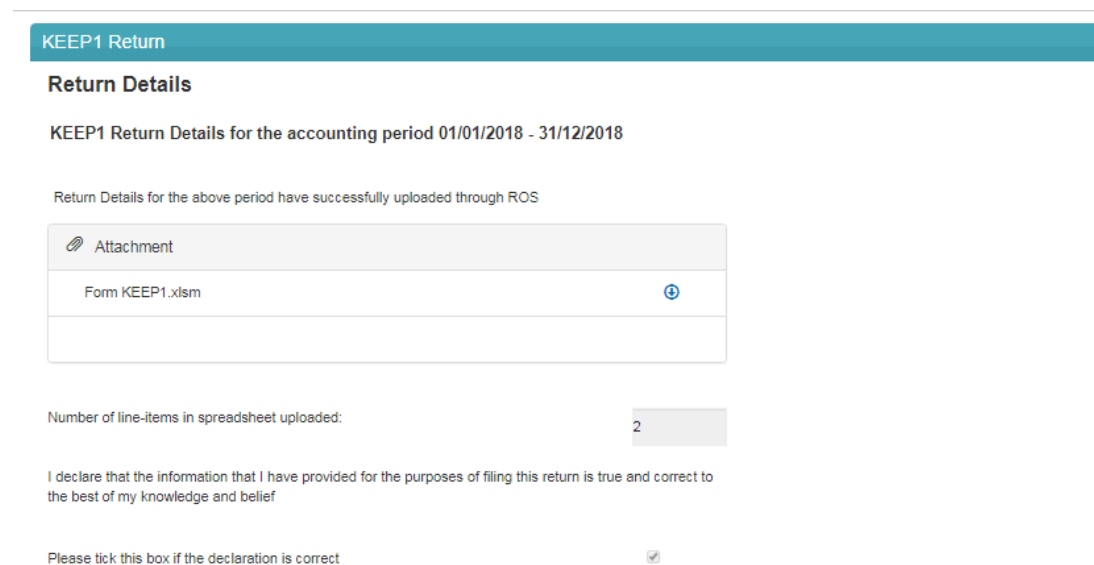 KEEP1 Return
Return Details
KEEP1 Return Details for the accounting period 01/01/2018 - 31/12/2018
Return Details for the above period have successfully uploaded through ROS
Attachment
Form KEEP1.xlsm
Number of line-items in spreadsheet uploaded:
2
I declare that the information that I have provided for the purposes of filing this return is true and correct to
the best of my knowledge and belief
Please tick this box if the declaration is correct